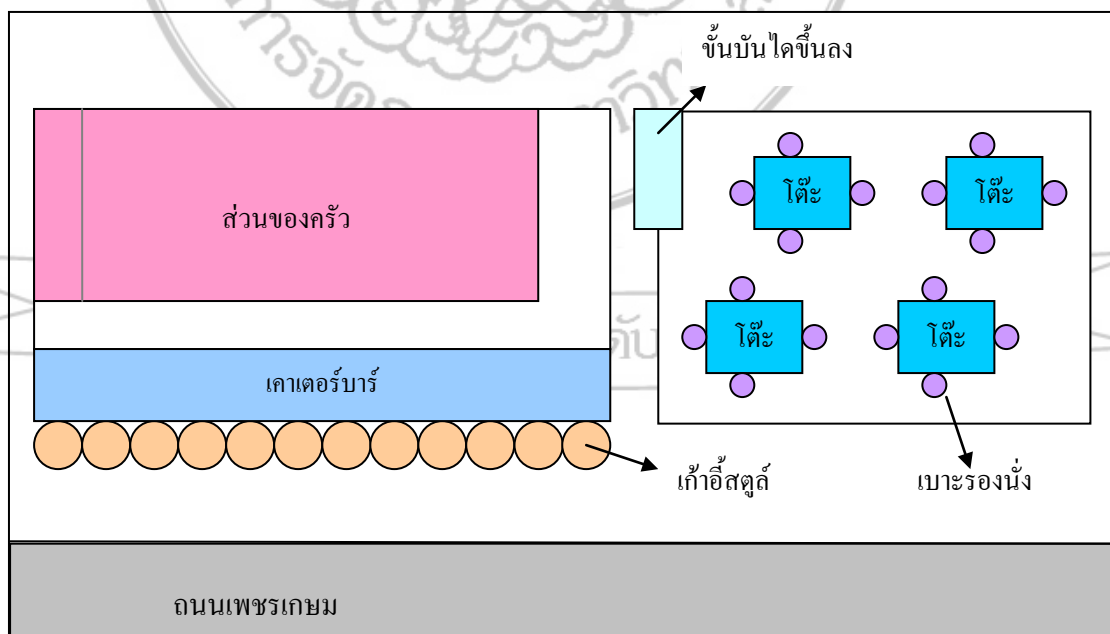 ขั้นบันไดขึ้นลง
โต๊ะ
โต๊ะ
ส่วนของครัว
โต๊ะ
โต๊ะ
เคาเตอร์บาร์
เก้าอี้สตูล์
เบาะรองนั่ง
ถนนเพชรเกษม